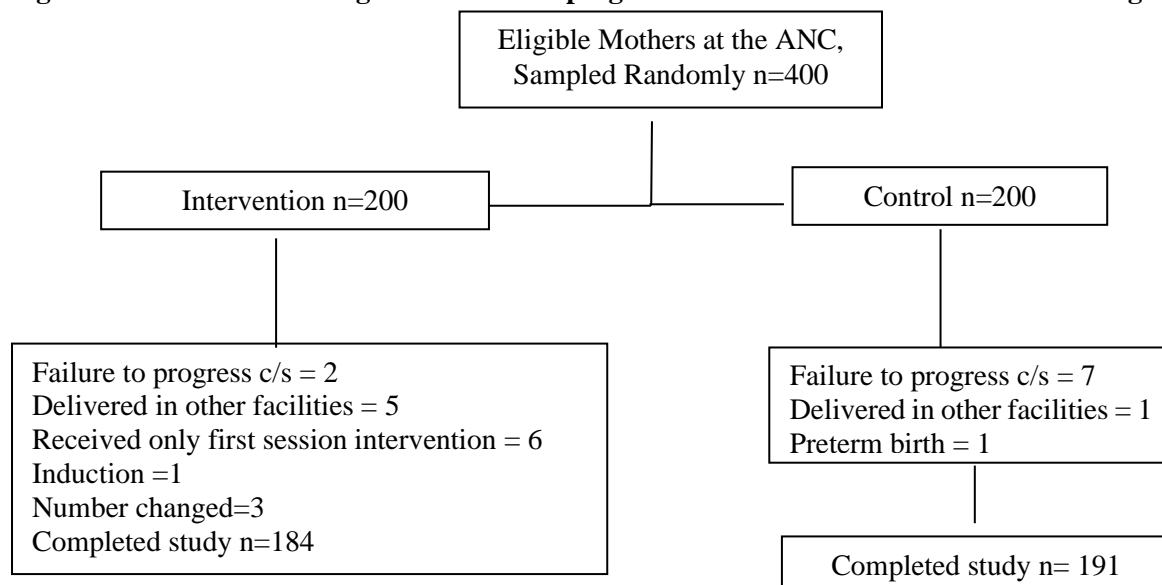 Eligible Mothers at the ANC,
Sampled Randomly n=400
Intervention n=200
Control n=200
Failure to progress c/s = 2
Delivered in other facilities = 5
Received only first session intervention = 6
Induction =1
Number changed=3
Completed study n=184
Failure to progress c/s = 7
Delivered in other facilities = 1
Preterm birth = 1
Completed study n= 191